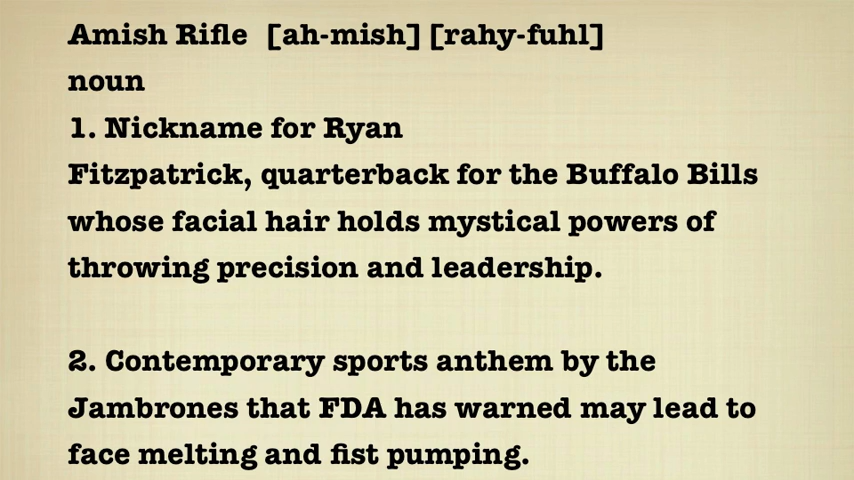 Amish Rifle [ah-mish] [rahy-fuhl]
noun
1. Nickname for Ryan
Fitzpatrick, quarterback for the Buffalo Bills
whose facial hair holds mystical powers of
throwing precision and leadership.
2. Contemporary sports anthem by the
Jambrones that FDA has warned may lead to
face melting and fist pumping.